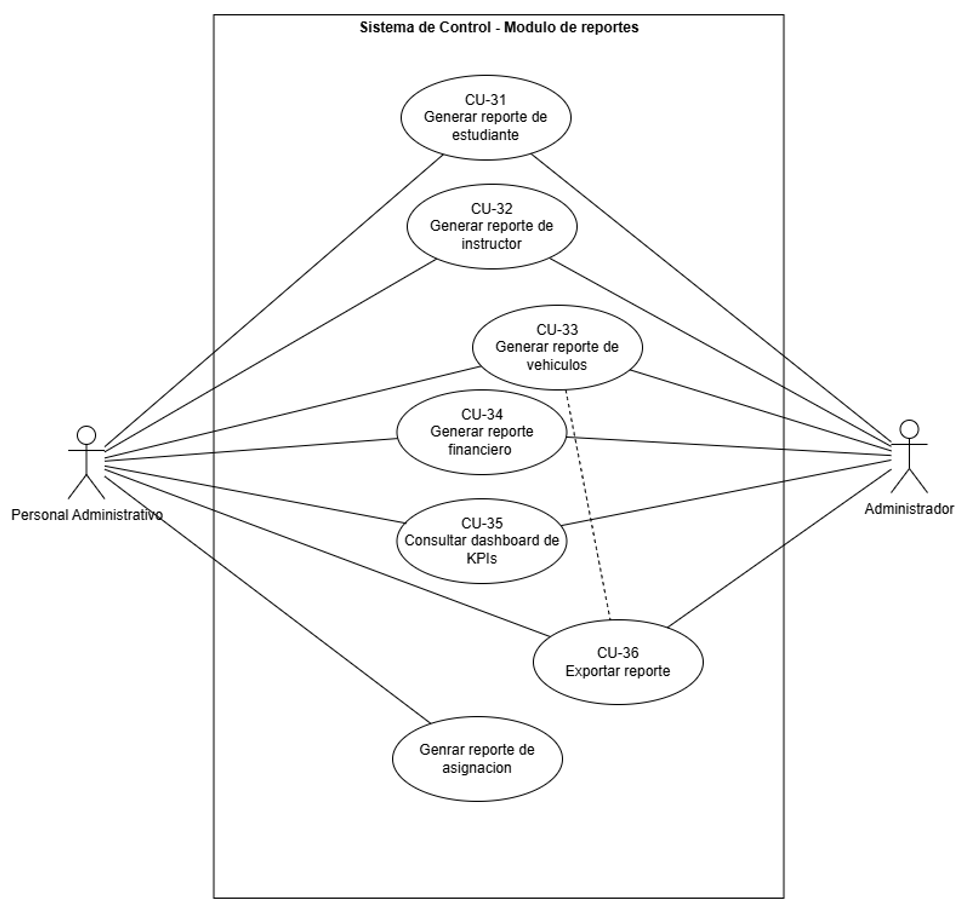 Sistema de Control - Modulo de reportes
CU-31
Generar reporte de
estudiante
CU-32
Generar reporte de
instructor
CU-33
Generar reporte de
vehiculos
CU-34
Generar reporte
financiero
Personal Administrativo
Administrador
CU-35
Consultar dashboard de
KPIs
CU-36
Exportar reporte
Genrar reporte de
asignacion